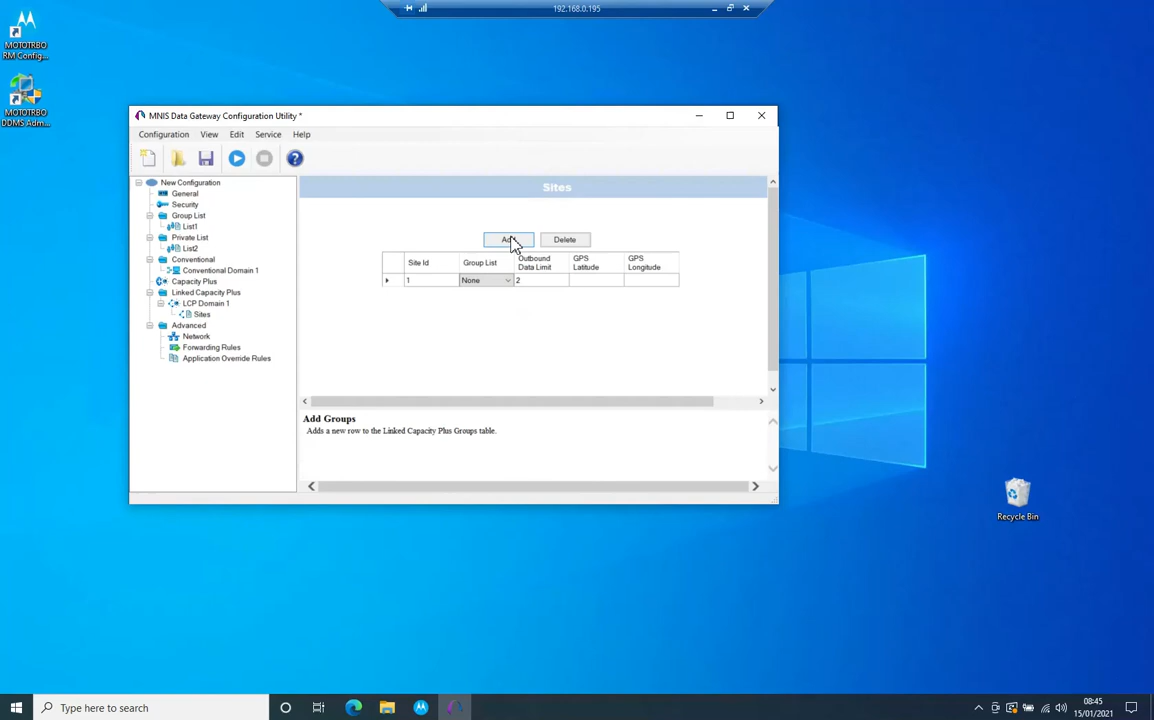 192.168.0.195
MOTOTRBO
RM Config...
MOTOTRBO
DDMS Adm...
MNIS Data Gateway Configuration Utility *
Configuration View Edit Service Help
New Configuration
General
Security
Group List
List1
Private List
List2
Conventional
Conventional Domain 1
Capacity Plus
Linked Capacity Plus
LCP Domain 1
Sites
Advanced
Network
Forwarding Rules
Application Override Rules
Sites
Add Delete
Site Id Group List Outbound Data Limit GPS Latitude GPS Longitude
1 None 2
Add Groups
Adds a new row to the Linked Capacity Plus Groups table.
Recycle Bin
Type here to search
08:45
15/01/2021